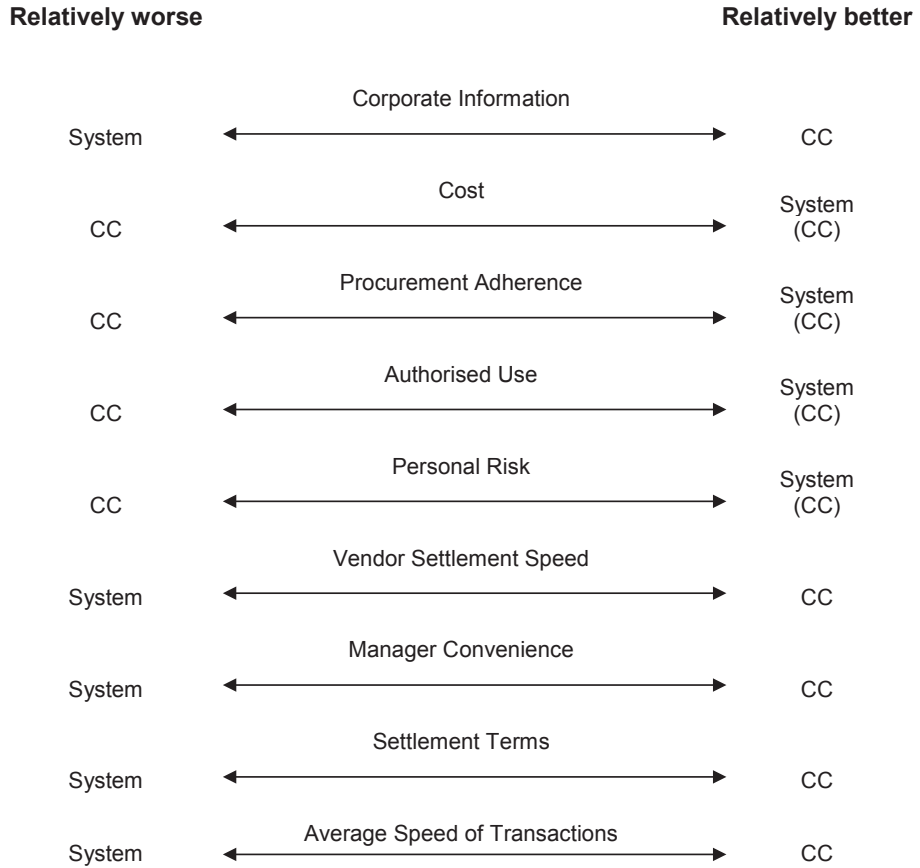 Relatively worse Relatively better
Corporate Information
System CC
Cost
CC System
(CC)
Procurement Adherence
CC System
(CC)
Authorised Use
CC System
(CC)
Personal Risk
CC System
(CC)
Vendor Settlement Speed
System CC
Manager Convenience
System CC
Settlement Terms
System CC
Average Speed of Transactions
System CC